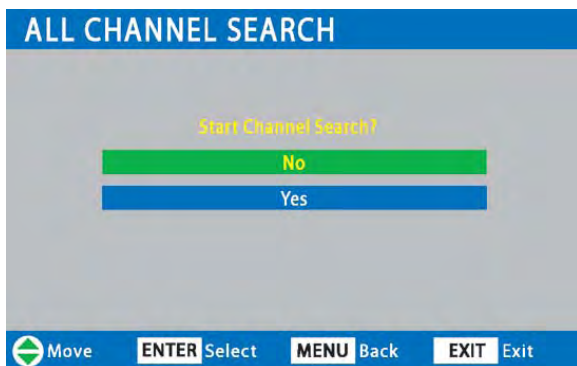 ALL CHANNEL SEARCH
Start Channel Search?
No
Yes
Move ENTER Select MENU Back EXIT Exit